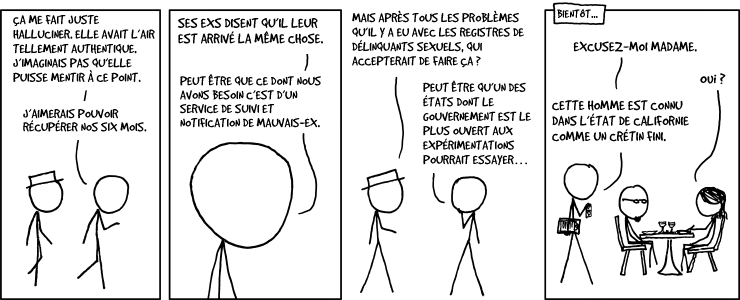 ÇA ME FAIT JUSTE
HALLUCINER. ELLE AVAIT L'AIR
TELLEMENT AUTHENTIQUE.
J'IMAGINAIS PAS QU'ELLE
PUISSE MENTIR À CE POINT.
J'AIMERAIS POUVOIR
RÉCUPÉRER NOS SIX MOIS.
SES EXS DISENT QU'IL LEUR
EST ARRIVÉ LA MÊME CHOSE.
PEUT ÊTRE QUE CE DONT NOUS
AVONS BESOIN C'EST D'UN
SERVICE DE SUIVI ET
NOTIFICATION DE MAUVAIS-EX.
MAIS APRÈS TOUS LES PROBLÈMES
QU'IL Y A EU AVEC LES REGISTRES DE
DÉLINQUANTS SEXUELS, QUI
ACCEPTERAIT DE FAIRE ÇA ?
PEUT ÊTRE QU'UN DES
ÉTATS DONT LE
GOUVERNEMENT EST LE
PLUS OUVERT AUX
EXPÉRIMENTATIONS
POURRAIT ESSAYER...
BIENTÔT...
EXCUSEZ-MOI MADAME.
OUI ?
CETTE HOMME EST CONNU
DANS L'ÉTAT DE CALIFORNIE
COMME UN CRÉTIN FINI.